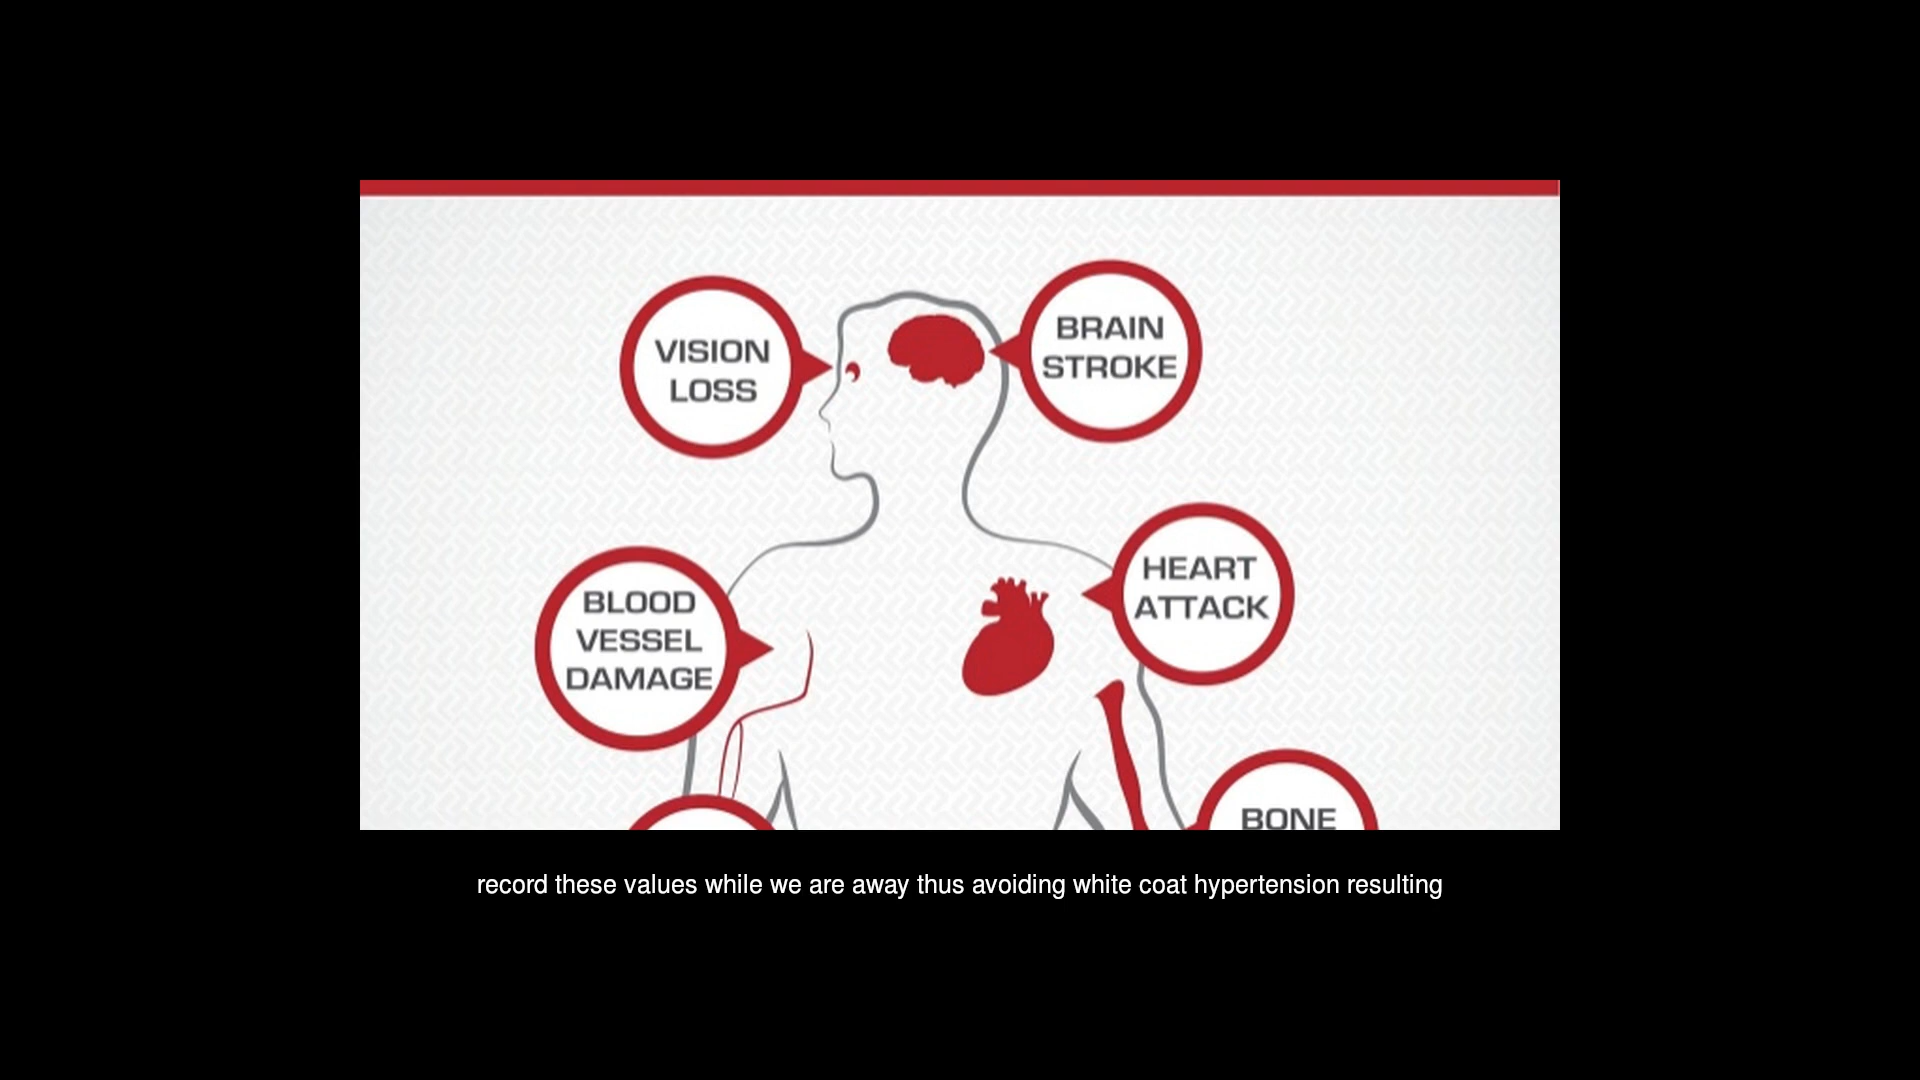 VISION
LOSS
BRAIN
STROKE
HEART
ATTACK
BLOOD
VESSEL
DAMAGE
BONE
record these values while we are away thus avoiding white coat hypertension resulting